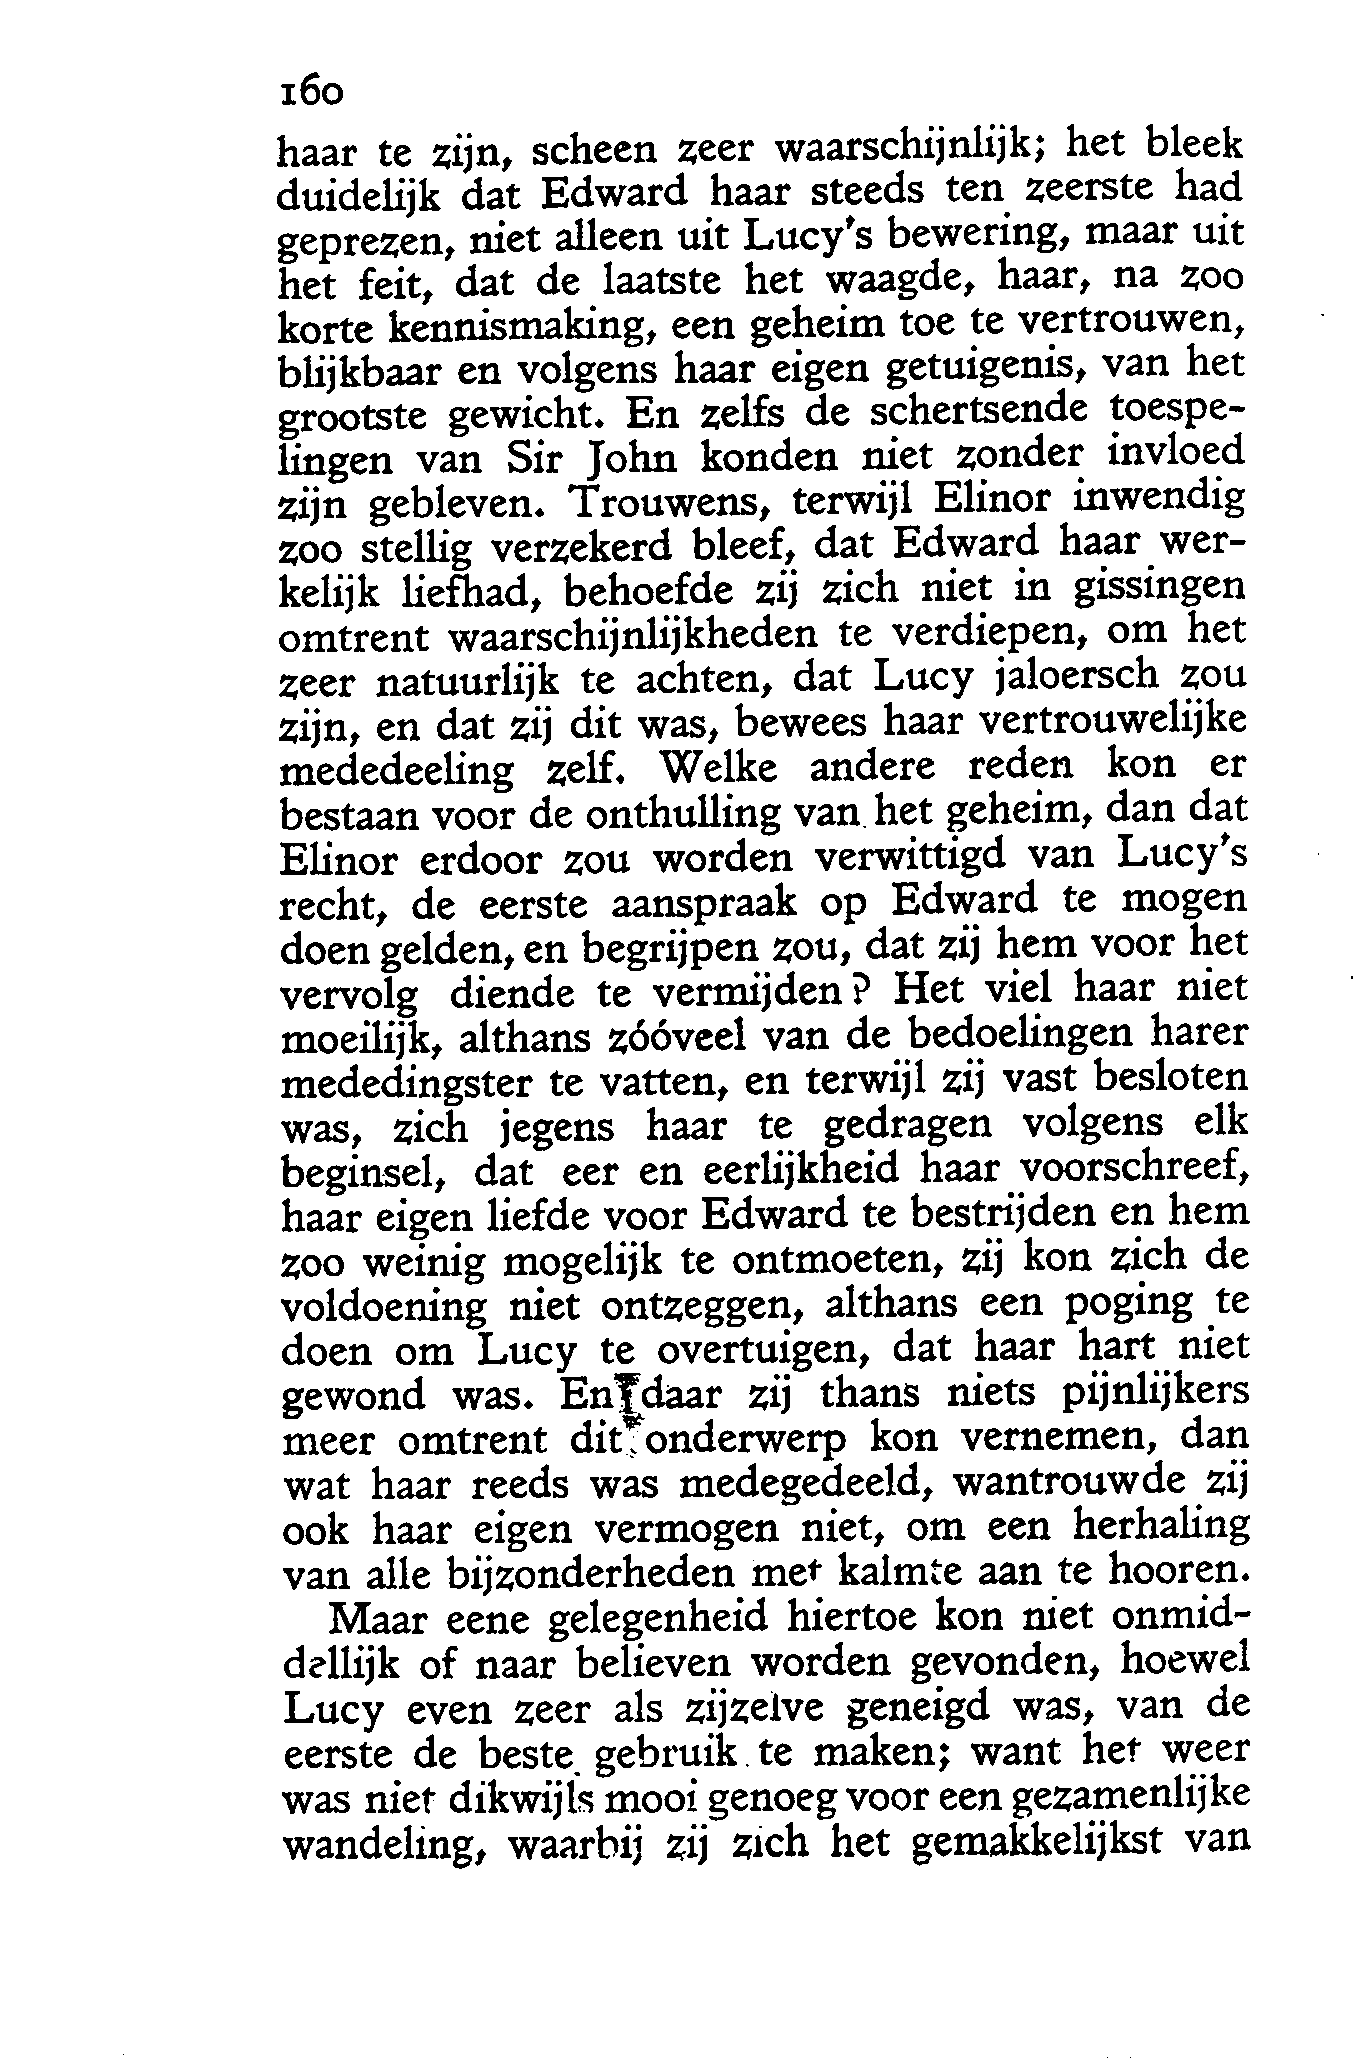 160
haar te zijn, scheen zeer waarschijnlijk; het bleek
duidelijk dat Edward haar steeds ten zeerste had
geprezen, niet alleen uit Lucy's bewering, maar uit
het feit, dat de laatste het waagde, haar, na zoo
korte kennismaking, een geheim toe te vertrouwen,
blijkbaar en volgens haar eigen getuigenis, van het
grootste gewicht. En zelfs de schertsende toespe-
lingen van Sir John konden niet zonder invloed
zijn gebleven. Trouwens, terwijl Elinor inwendig
zoo stellig verzekerd bleef, dat Edward haar wer-
kelijk liefhad, behoefde zij zich niet in gissingen
omtrent waarschijnlijkheden te verdiepen, om het
zeer natuurlijk te achten, dat Lucy jaloersch zou
zijn, en dat zij dit was, bewees haar vertrouwelijke
mededeeling zelf. Welke andere reden kon er
bestaan voor de onthulling van het geheim, dan dat
Elinor erdoor zou worden verwittigd van Lucy's
recht, de eerste aanspraak op Edward te mogen
doen gelden, en begrijpen zou, dat zij hem voor het
vervolg diende te vermijden? Het viel haar niet
moeilijk, althans zóóveel van de bedoelingen harer
mededingster te vatten, en terwijl zij vast besloten
was, zich jegens haar te gedragen volgens elk
beginsel, dat eer en eerlijkheid haar voorschreef,
haar eigen liefde voor Edward te bestrijden en hem
zoo weinig mogelijk te ontmoeten, zij kon zich de
voldoening niet ontzeggen, althans een poging te
doen om Lucy te overtuigen, dat haar hart niet
gewond was. En daar zij thans niets pijnlijkers
meer omtrent dit onderwerp kon vernemen, dan
wat haar reeds was medegedeeld, wantrouwde zij
ook haar eigen vermogen niet, om een herhaling
van alle bijzonderheden met kalmte aan te hooren.
Maar eene gelegenheid hiertoe kon niet onmid-
dellijk of naar believen worden gevonden, hoewel
Lucy even zeer als zijzelve geneigd was, van de
eerste de beste gebruik te maken; want het weer
was niet dikwijls mooi genoeg voor een gezamenlijke
wandeling, waarbij zij zich het gemakkelijkst van